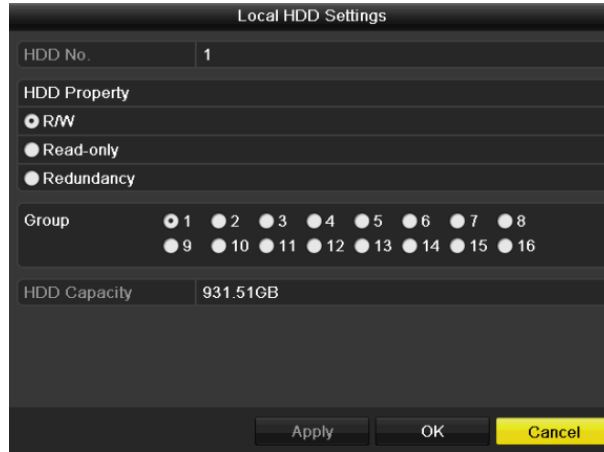 Local HDD Settings
HDD No. 1
HDD Property
R/W
Read-only
Redundancy
Group 1 2 3 4 5 6 7 8
9 10 11 12 13 14 15 16
HDD Capacity 931.51GB
Apply OK Cancel